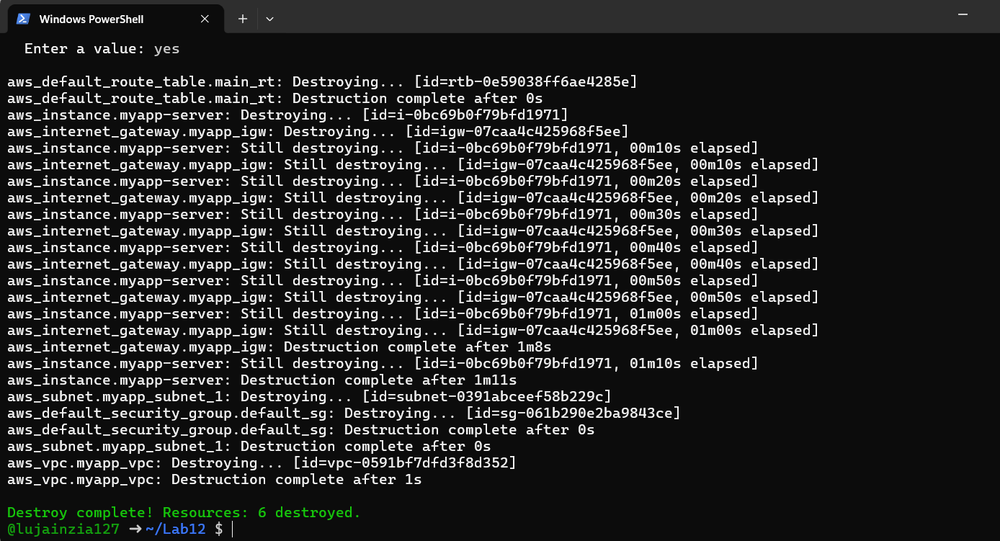 Windows PowerShell
Enter a value: yes
aws_default_route_table.main_rt: Destroying... [id=rtb-0e59038ff6ae4285e]
aws_default_route_table.main_rt: Destruction complete after 0s
aws_instance.myapp-server: Destroying... [id=i-0bc69b0f79bfd1971]
aws_internet_gateway.myapp_igw: Destroying... [id=igw-07caa4c425968f5ee]
aws_instance.myapp-server: Still destroying... [id=i-0bc69b0f79bfd1971, 00m10s elapsed]
aws_internet_gateway.myapp_igw: Still destroying... [id=igw-07caa4c425968f5ee, 00m10s elapsed]
aws_instance.myapp-server: Still destroying... [id=i-0bc69b0f79bfd1971, 00m20s elapsed]
aws_internet_gateway.myapp_igw: Still destroying... [id=igw-07caa4c425968f5ee, 00m20s elapsed]
aws_instance.myapp-server: Still destroying... [id=i-0bc69b0f79bfd1971, 00m30s elapsed]
aws_internet_gateway.myapp_igw: Still destroying... [id=igw-07caa4c425968f5ee, 00m30s elapsed]
aws_instance.myapp-server: Still destroying... [id=i-0bc69b0f79bfd1971, 00m40s elapsed]
aws_internet_gateway.myapp_igw: Still destroying... [id=igw-07caa4c425968f5ee, 00m40s elapsed]
aws_instance.myapp-server: Still destroying... [id=i-0bc69b0f79bfd1971, 00m50s elapsed]
aws_internet_gateway.myapp_igw: Still destroying... [id=igw-07caa4c425968f5ee, 00m50s elapsed]
aws_instance.myapp-server: Still destroying... [id=i-0bc69b0f79bfd1971, 01m00s elapsed]
aws_internet_gateway.myapp_igw: Still destroying... [id=igw-07caa4c425968f5ee, 01m00s elapsed]
aws_internet_gateway.myapp_igw: Destruction complete after 1m8s
aws_instance.myapp-server: Still destroying... [id=i-0bc69b0f79bfd1971, 01m10s elapsed]
aws_instance.myapp-server: Destruction complete after 1m11s
aws_subnet.myapp_subnet_1: Destroying... [id=subnet-0391abceef58b229c]
aws_default_security_group.default_sg: Destroying... [id=sg-061b290e2ba9843ce]
aws_default_security_group.default_sg: Destruction complete after 0s
aws_subnet.myapp_subnet_1: Destruction complete after 0s
aws_vpc.myapp_vpc: Destroying... [id=vpc-0591bf7dfd3f8d352]
aws_vpc.myapp_vpc: Destruction complete after 1s
Destroy complete! Resources: 6 destroyed.
@lujainzia127 ➜ ~/Lab12 $